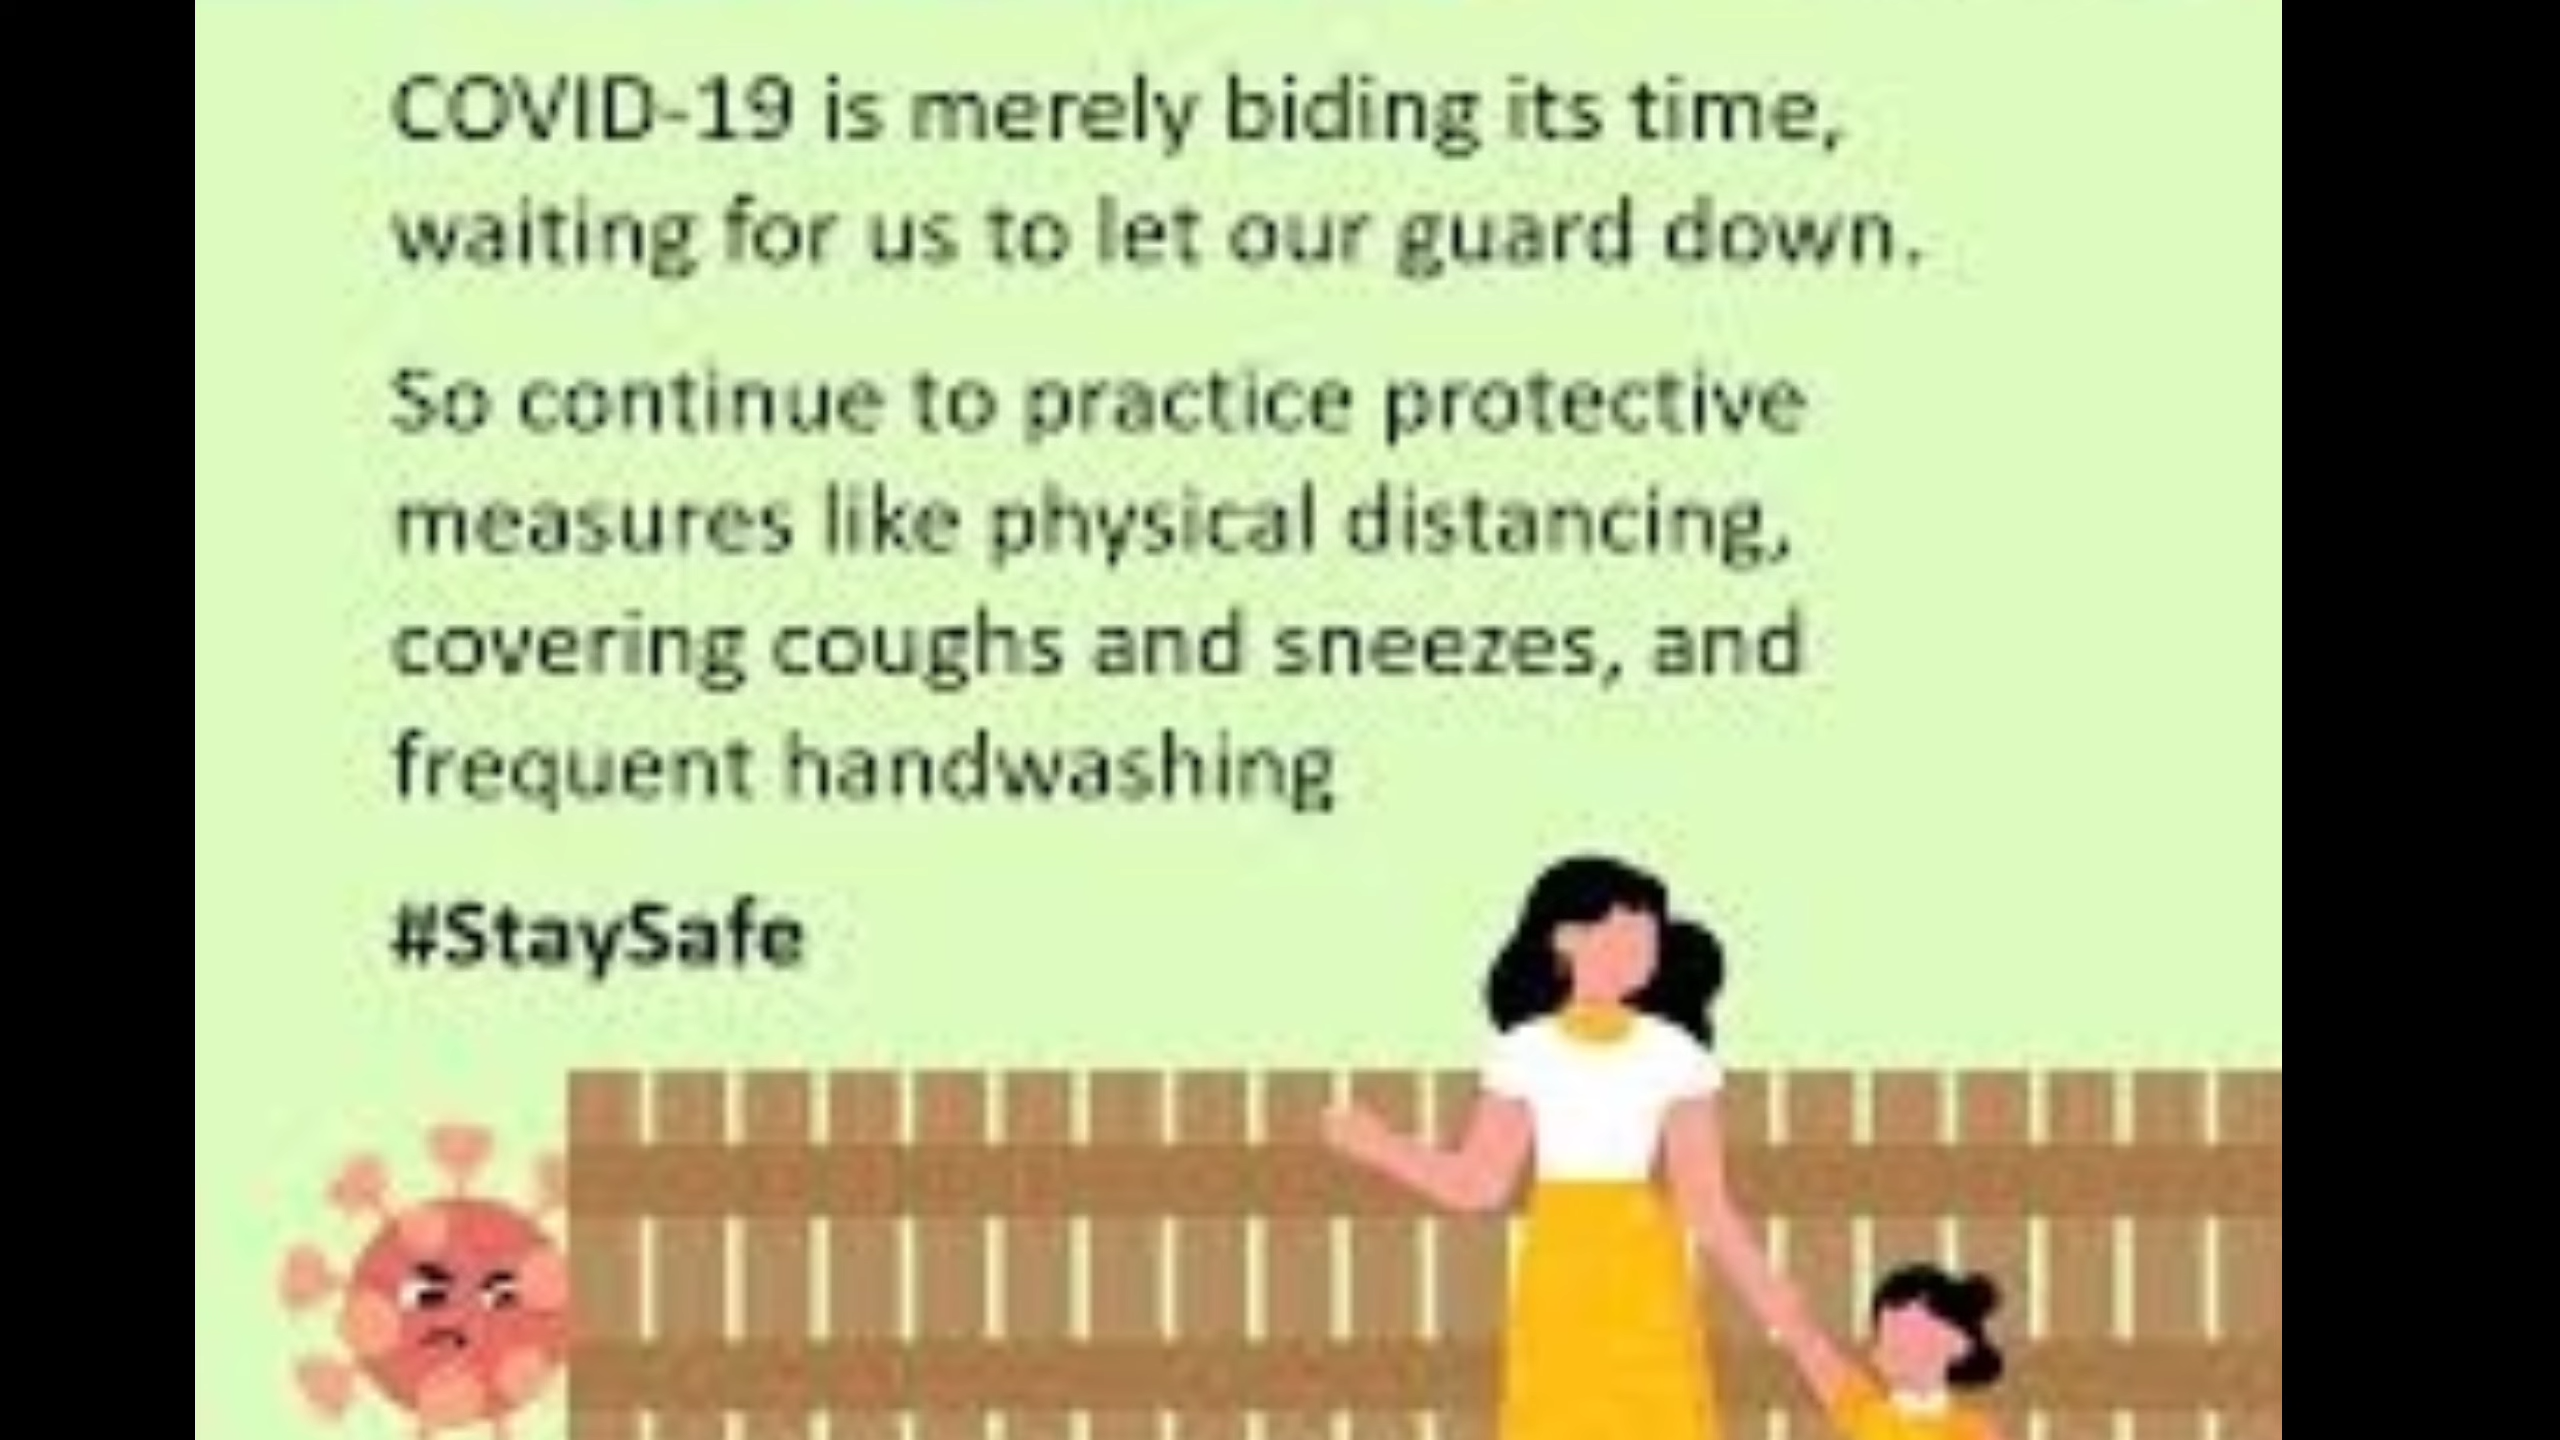 COVID-19 is merely biding its time,
waiting for us to let our guard down.
So continue to practice protective
measures like physical distancing,
covering coughs and sneezes, and
frequent handwashing
#StaySafe